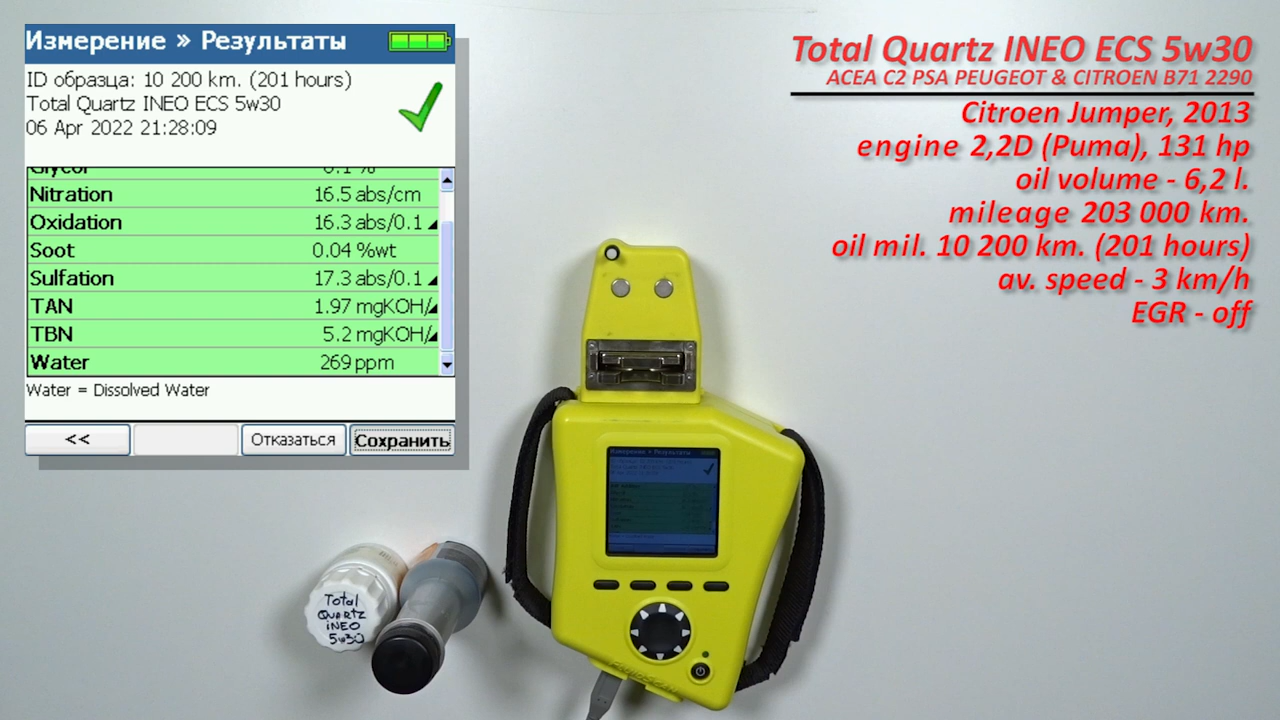 Измерение » Результаты
ID образца: 10 200 km. (201 hours)
Total Quartz INEO ECS 5w30
06 Apr 2022 21:28:09
Glycol 0.1 %
Nitration 16.5 abs/cm
Oxidation 16.3 abs/0.1
Soot 0.04 %wt
Sulfation 17.3 abs/0.1
TAN 1.97 mgKOH/
TBN 5.2 mgKOH/
Water 269 ppm
Water = Dissolved Water
<< Отказаться Сохранить
Total Quartz INEO ECS 5w30
ACEA C2 PSA PEUGEOT & CITROEN B71 2290
Citroen Jumper, 2013
engine 2,2D (Puma), 131 hp
oil volume - 6,2 l.
mileage 203 000 km.
oil mil. 10 200 km. (201 hours)
av. speed - 3 km/h
EGR - off
Измерение » Результаты
Total
QUARTZ
iNEO
5w30